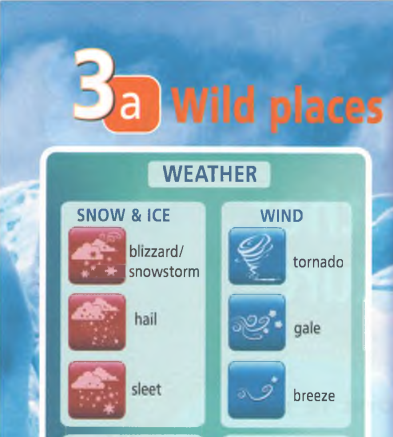 3a Wild places
WEATHER
SNOW & ICE
blizzard/
snowstorm
hail
sleet
WIND
tornado
gale
breeze